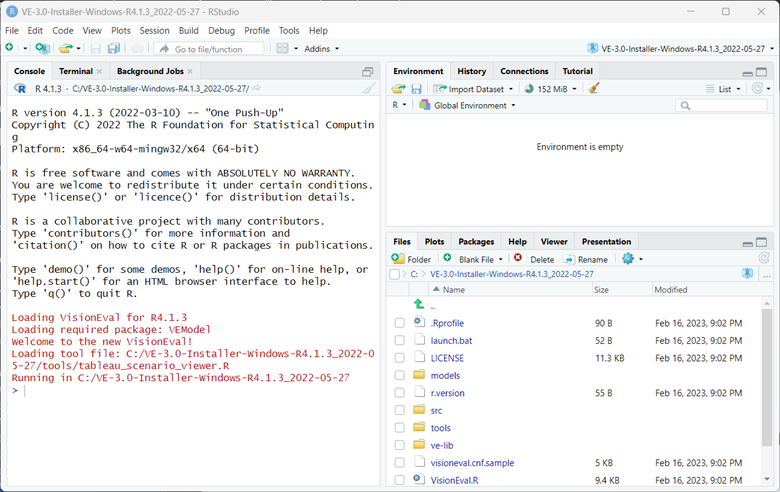 VE-3.0-Installer-Windows-R4.1.3_2022-05-27 - RStudio
File Edit Code View Plots Session Build Debug Profile Tools Help
Go to file/function Addins VE-3.0-Installer-Windows-R4.1.3_2022-05-27
Console Terminal Background Jobs
R 4.1.3 · C:/VE-3.0-Installer-Windows-R4.1.3_2022-05-27/
R version 4.1.3 (2022-03-10) -- "One Push-Up"
Copyright (C) 2022 The R Foundation for Statistical Computin
g
Platform: x86_64-w64-mingw32/x64 (64-bit)
R is free software and comes with ABSOLUTELY NO WARRANTY.
You are welcome to redistribute it under certain conditions.
Type 'license()' or 'licence()' for distribution details.
R is a collaborative project with many contributors.
Type 'contributors()' for more information and
'citation()' on how to cite R or R packages in publications.
Type 'demo()' for some demos, 'help()' for on-line help, or
'help.start()' for an HTML browser interface to help.
Type 'q()' to quit R.
Loading VisionEval for R4.1.3
Loading required package: VEModel
Welcome to the new VisionEval!
Loading tool file: C:/VE-3.0-Installer-Windows-R4.1.3_2022-0
5-27/tools/tableau_scenario_viewer.R
Running in C:/VE-3.0-Installer-Windows-R4.1.3_2022-05-27
>
Environment History Connections Tutorial
Import Dataset 152 MiB List
R Global Environment
Environment is empty
Files Plots Packages Help Viewer Presentation
Folder Blank File Delete Rename
C: VE-3.0-Installer-Windows-R4.1.3_2022-05-27 ...
Name Size Modified
..
.Rprofile 90 B Feb 16, 2023, 9:02 PM
launch.bat 52 B Feb 16, 2023, 9:02 PM
LICENSE 11.3 KB Feb 16, 2023, 9:02 PM
models
r.version 55 B Feb 16, 2023, 9:02 PM
src
tools
ve-lib
visioneval.cnf.sample 5 KB Feb 16, 2023, 9:02 PM
VisionEval.R 9.4 KB Feb 16, 2023, 9:02 PM